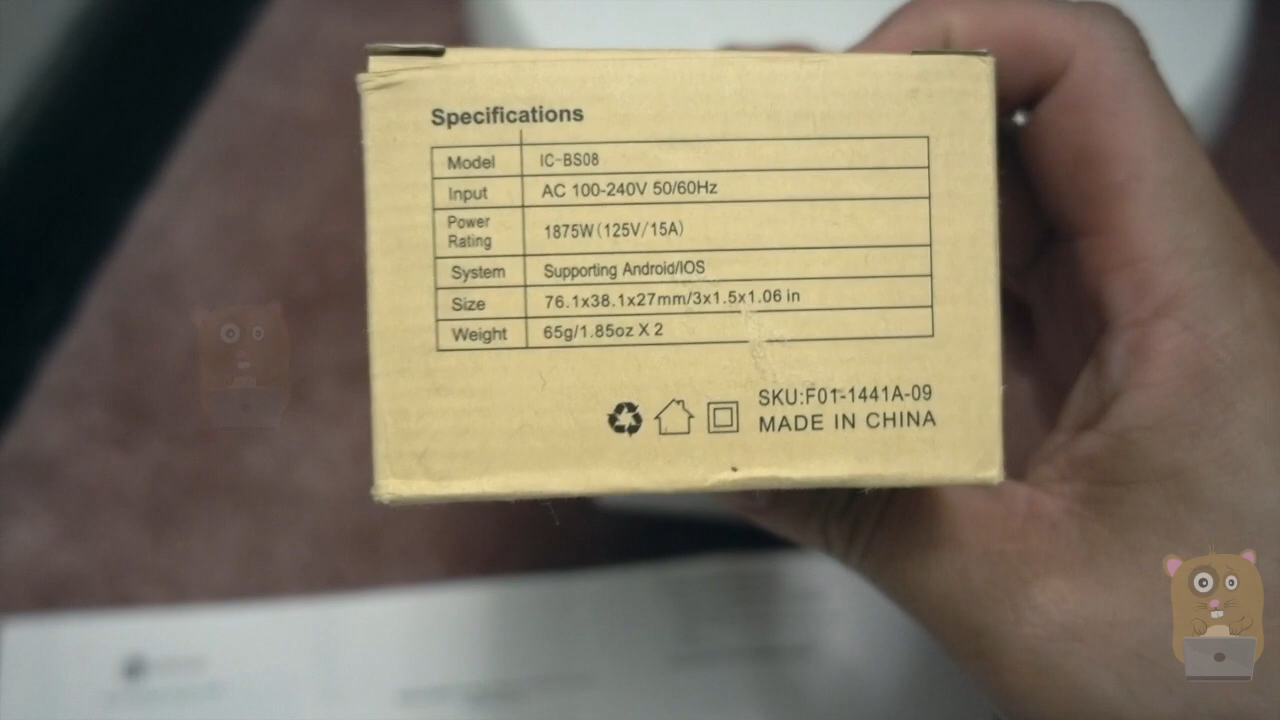 Specifications
Model IC-BS08
Input AC 100-240V 50/60Hz
Power
Rating 1875W(125V/15A)
System Supporting Android/IOS
Size 76.1x38.1x27mm/3x1.5x1.06 in
Weight 65g/1.85oz X 2
SKU:F01-1441A-09
MADE IN CHINA